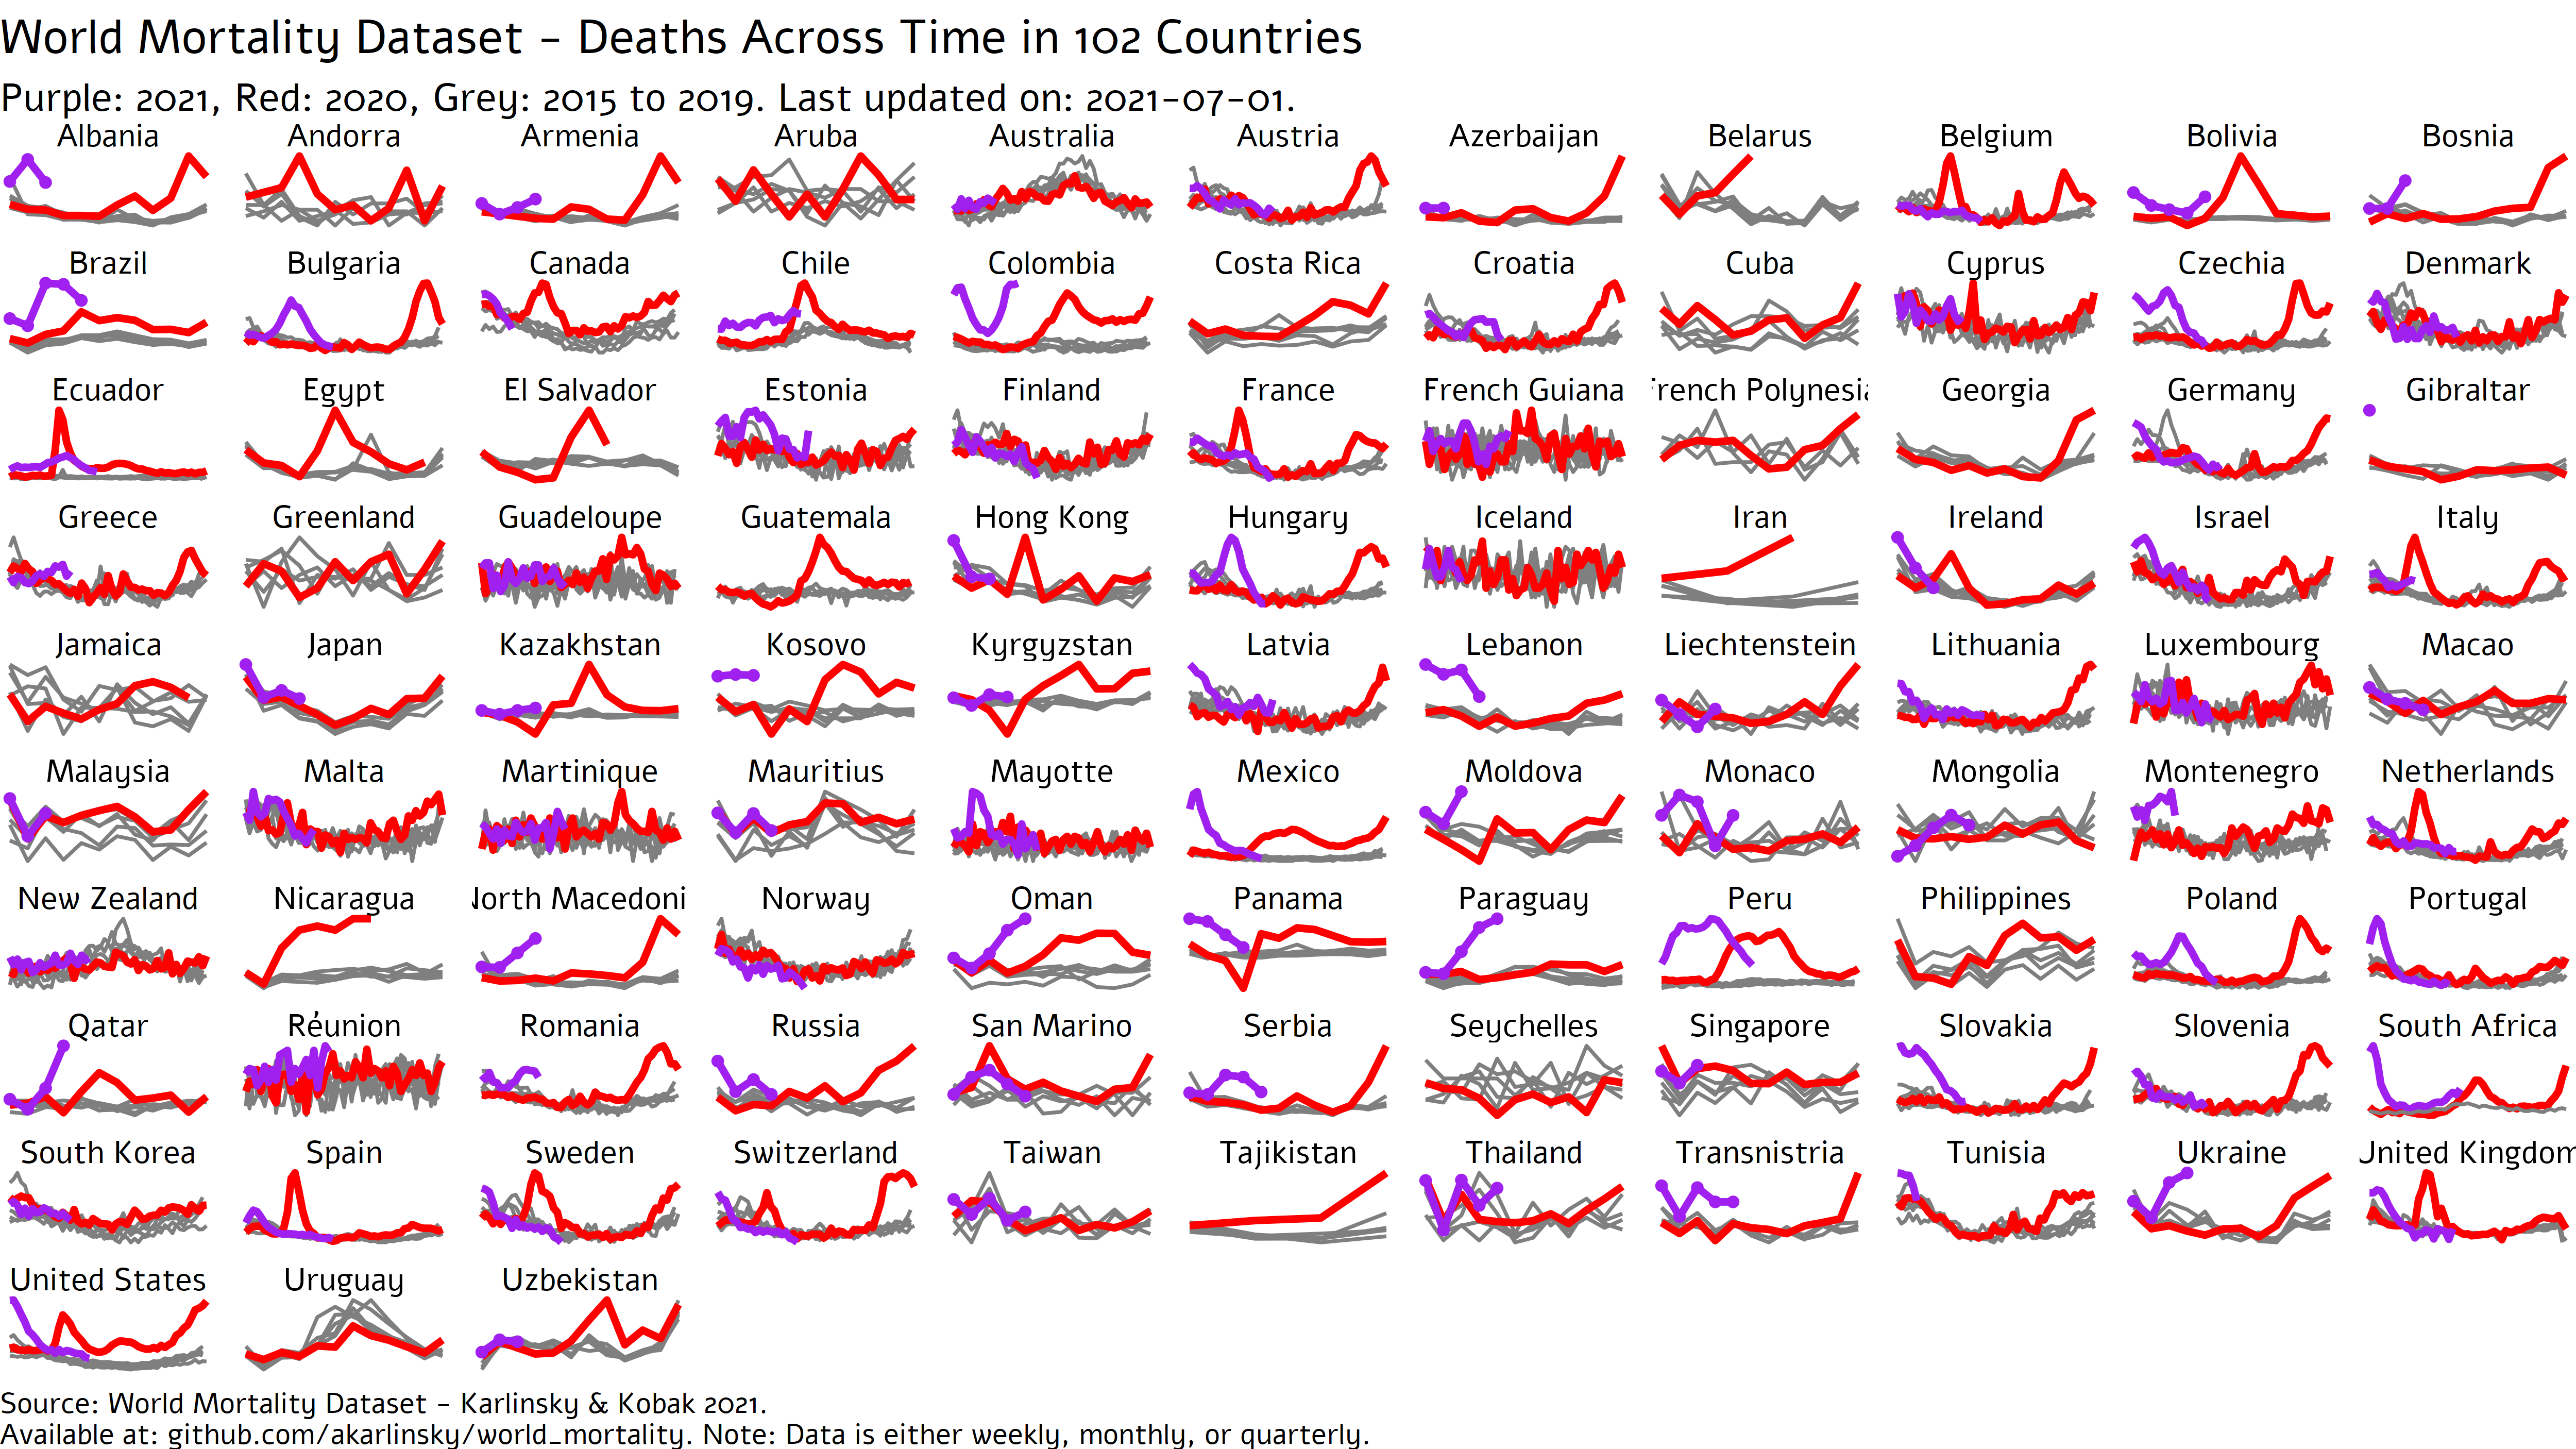 World Mortality Dataset - Deaths Across Time in 102 Countries
Purple: 2021, Red: 2020, Grey: 2015 to 2019. Last updated on: 2021-07-01.
Albania Andorra Armenia Aruba Australia Austria Azerbaijan Belarus Belgium Bolivia Bosnia
Brazil Bulgaria Canada Chile Colombia Costa Rica Croatia Cuba Cyprus Czechia Denmark
Ecuador Egypt El Salvador Estonia Finland France French Guiana French Polynesia Georgia Germany Gibraltar
Greece Greenland Guadeloupe Guatemala Hong Kong Hungary Iceland Iran Ireland Israel Italy
Jamaica Japan Kazakhstan Kosovo Kyrgyzstan Latvia Lebanon Liechtenstein Lithuania Luxembourg Macao
Malaysia Malta Martinique Mauritius Mayotte Mexico Moldova Monaco Mongolia Montenegro Netherlands
New Zealand Nicaragua North Macedoni Norway Oman Panama Paraguay Peru Philippines Poland Portugal
Qatar Réunion Romania Russia San Marino Serbia Seychelles Singapore Slovakia Slovenia South Africa
South Korea Spain Sweden Switzerland Taiwan Tajikistan Thailand Transnistria Tunisia Ukraine United Kingdom
United States Uruguay Uzbekistan
Source: World Mortality Dataset - Karlinsky & Kobak 2021.
Available at: github.com/akarlinsky/world_mortality. Note: Data is either weekly, monthly, or quarterly.